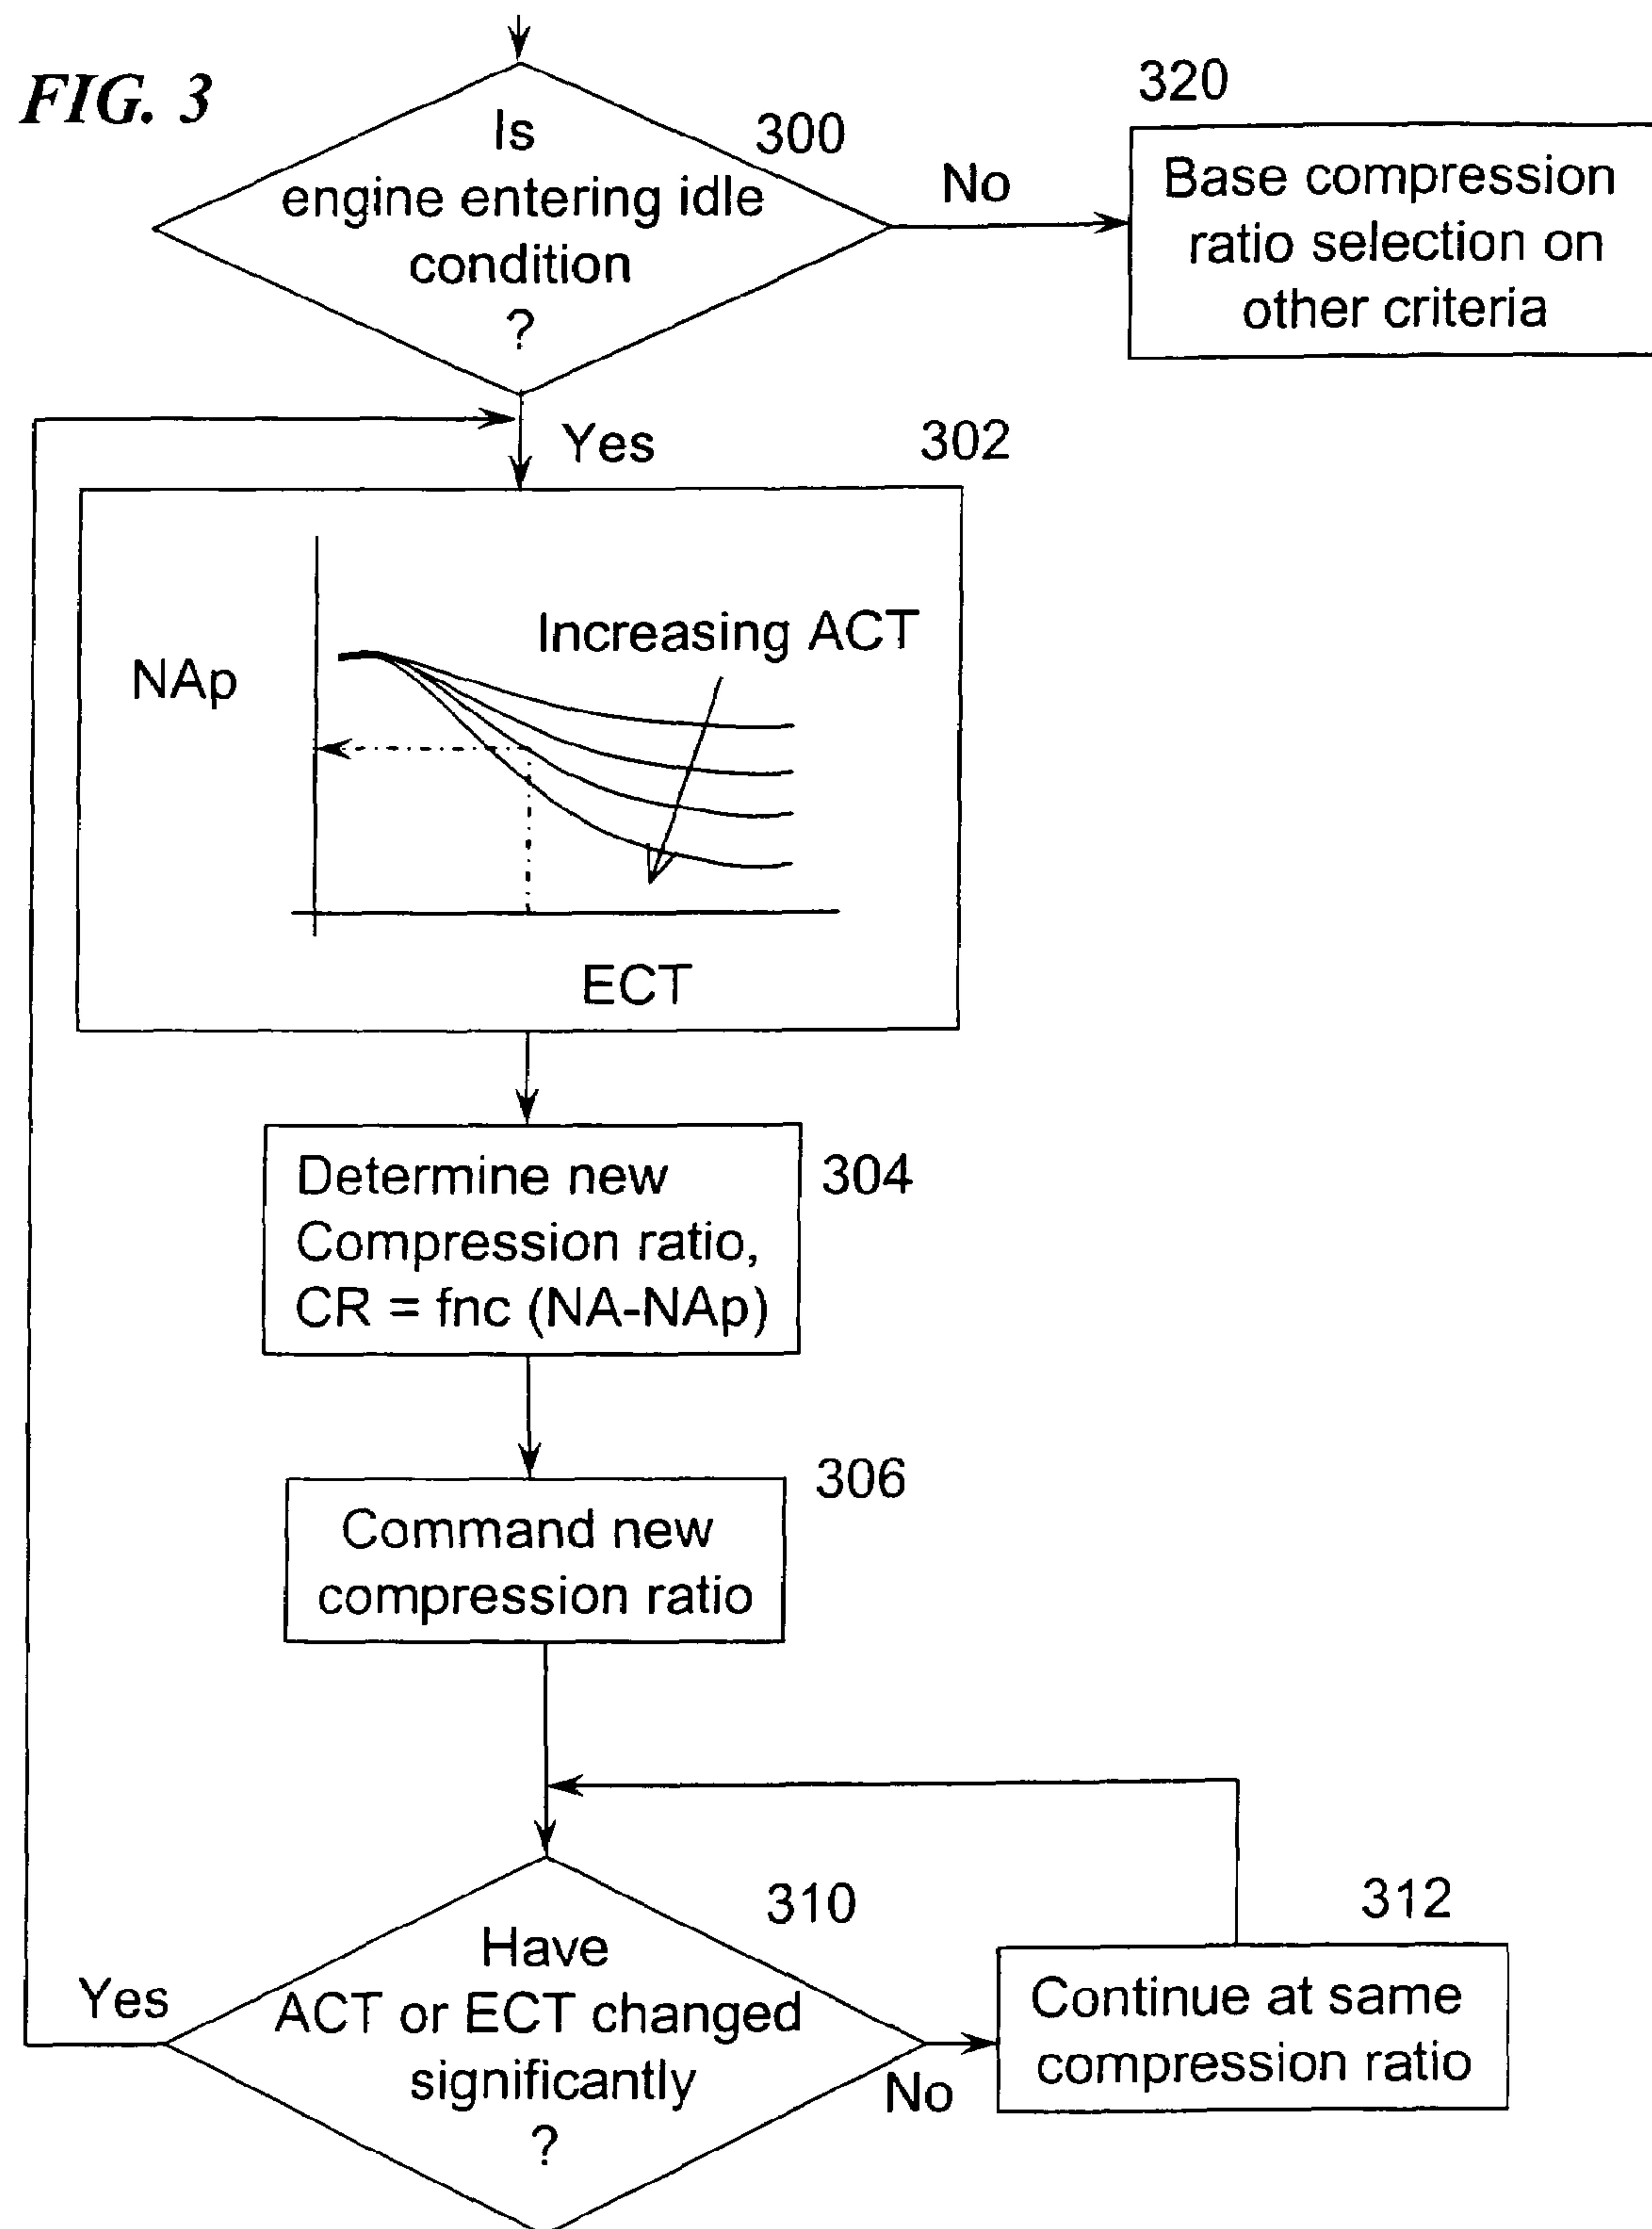 FIG. 3
Is
engine entering idle
condition
?
300
No
320
Base compression
ratio selection on
other criteria
Yes
302
NAp
Increasing ACT
ECT
Determine new
Compression ratio,
CR = fnc (NA-NAp)
304
Command new
compression ratio
306
Have
ACT or ECT changed
significantly
?
310
Yes
No
312
Continue at same
compression ratio